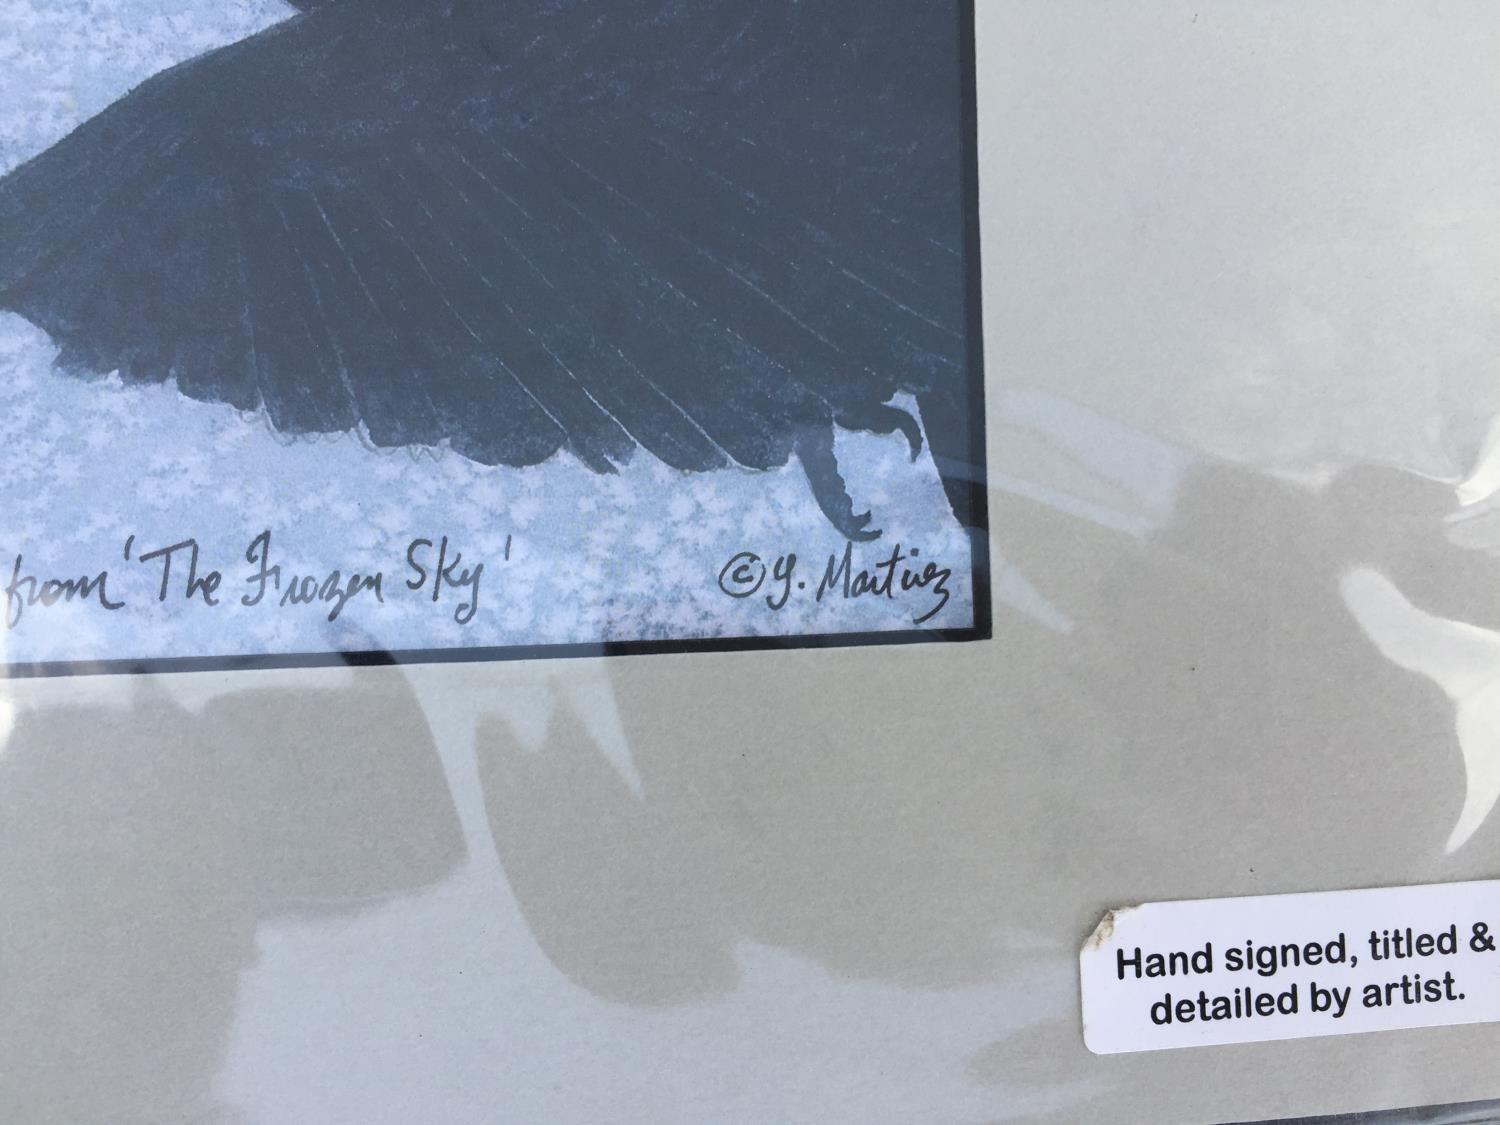 from 'The Frozen Sky'
© Y. Martinez
Hand signed, titled &
detailed by artist.